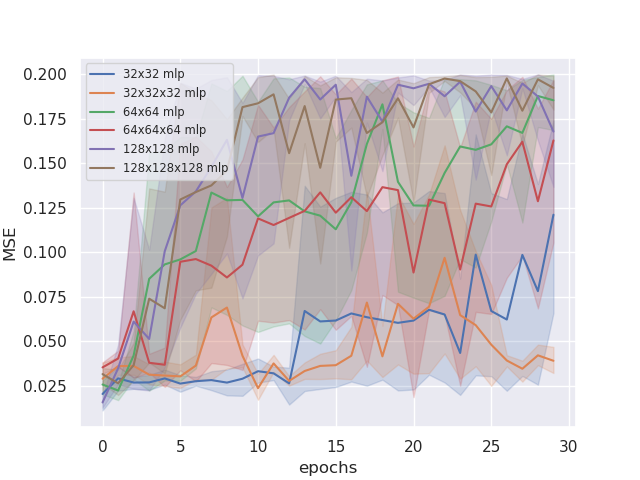 0.200
0.175
0.150
0.125
0.100
0.075
0.050
0.025
MSE
32x32 mlp
32x32x32 mlp
64x64 mlp
64x64x64 mlp
128x128 mlp
128x128x128 mlp
0 5 10 15 20 25 30
epochs